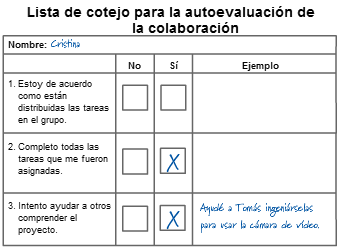 Lista de cotejo para la autoevaluación de
la colaboración
Nombre: Cristina
No Sí Ejemplo
1. Estoy de acuerdo
como están
distribuidas las tareas
en el grupo.
2. Completo todas las
tareas que me fueron
asignadas.
X
3. Intento ayudar a otros
comprender el
proyecto.
X
Ayudé a Tomás ingeniárselas
para usar la cámara de vídeo.